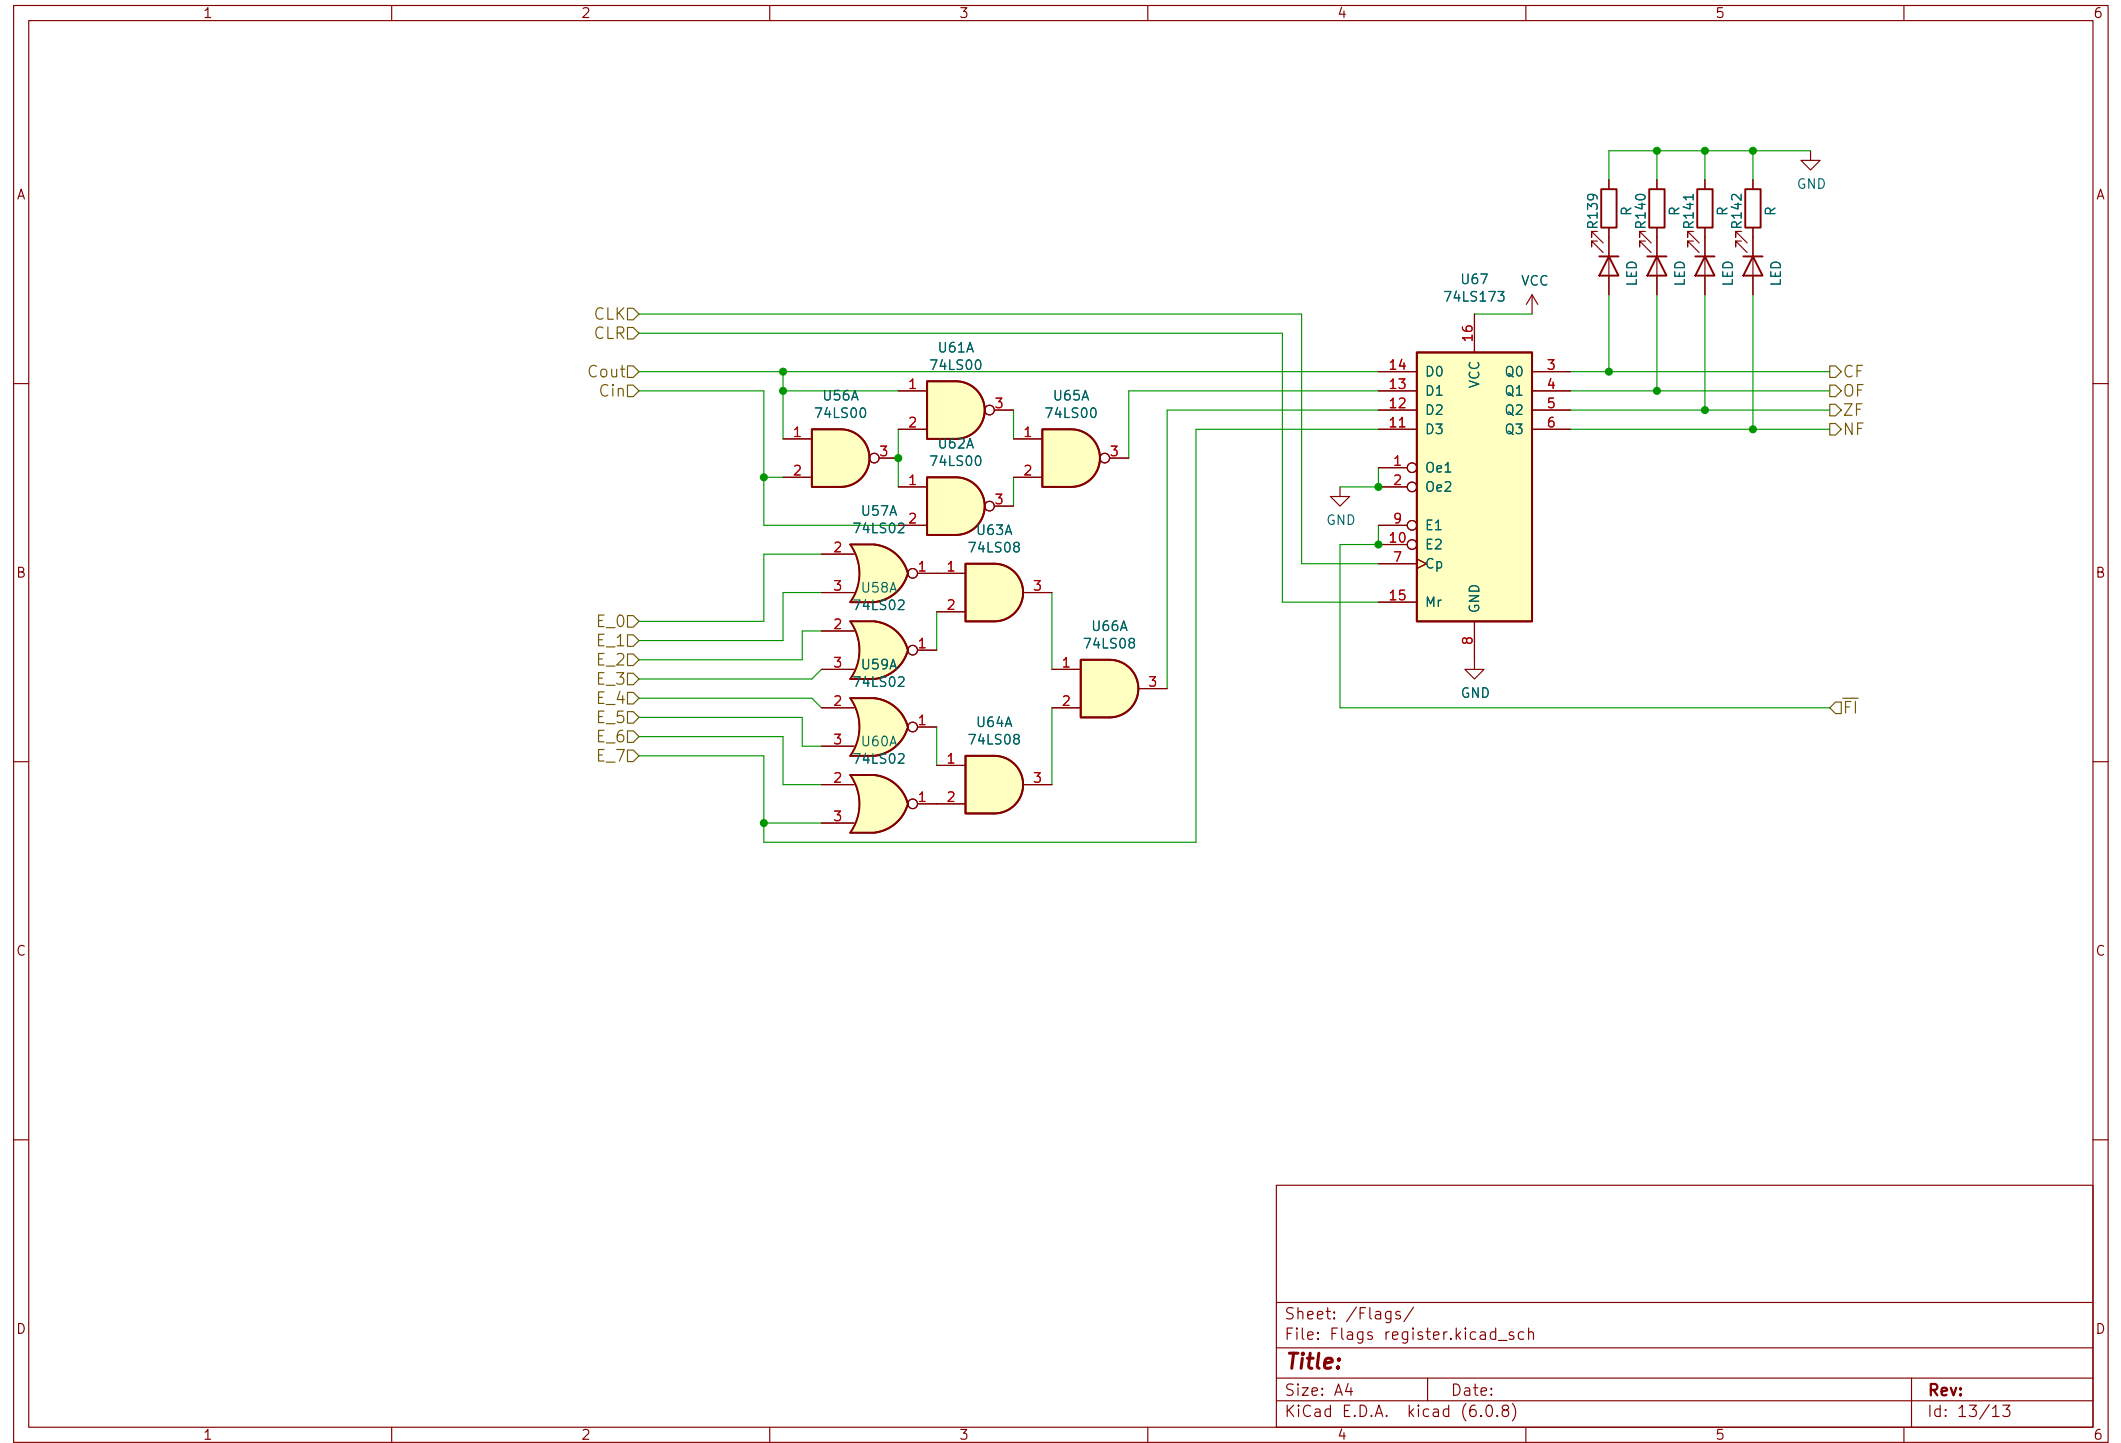 1 2 3 4 5 6
A A
GND
R139 R R140 R R141 R R142 R
LED LED LED LED
U67
74LS173
VCC
CLK
CLR
Cout
Cin
U61A
74LS00
1
2
3
U56A
74LS00
1
2
3
U65A
74LS00
1
2
3
U62A
74LS00
1
2
3
16
VCC
14 D0 Q0 3 CF
13 D1 Q1 4 OF
12 D2 Q2 5 ZF
11 D3 Q3 6 NF
1 Oe1
2 Oe2
GND
9 E1
10 E2
7 Cp
15 Mr
GND
8
GND
FI
B B
U57A
74LS02
2
3
1
U63A
74LS08
1
2
3
U58A
74LS02
2
3
1
E_0
E_1
E_2
E_3
E_4
E_5
E_6
E_7
U59A
74LS02
2
3
1
U66A
74LS08
1
2
3
U60A
74LS02
2
3
1
U64A
74LS08
1
2
3
C C
D D
Sheet: /Flags/
File: Flags register.kicad_sch
Title:
Size: A4 Date: Rev:
KiCad E.D.A. kicad (6.0.8) Id: 13/13
1 2 3 4 5 6